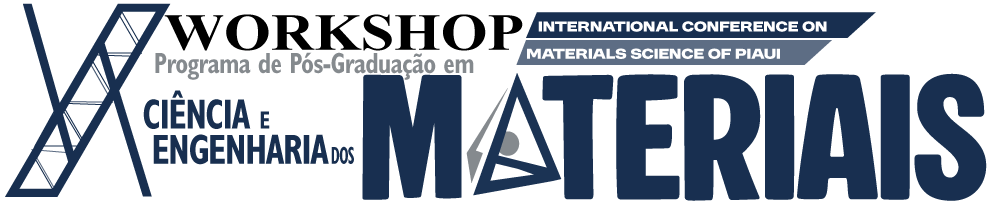 X WORKSHOP
INTERNATIONAL CONFERENCE ON
MATERIALS SCIENCE OF PIAUI
Programa de Pós-Graduação em
CIÊNCIA E
ENGENHARIA DOS
MATERIAIS